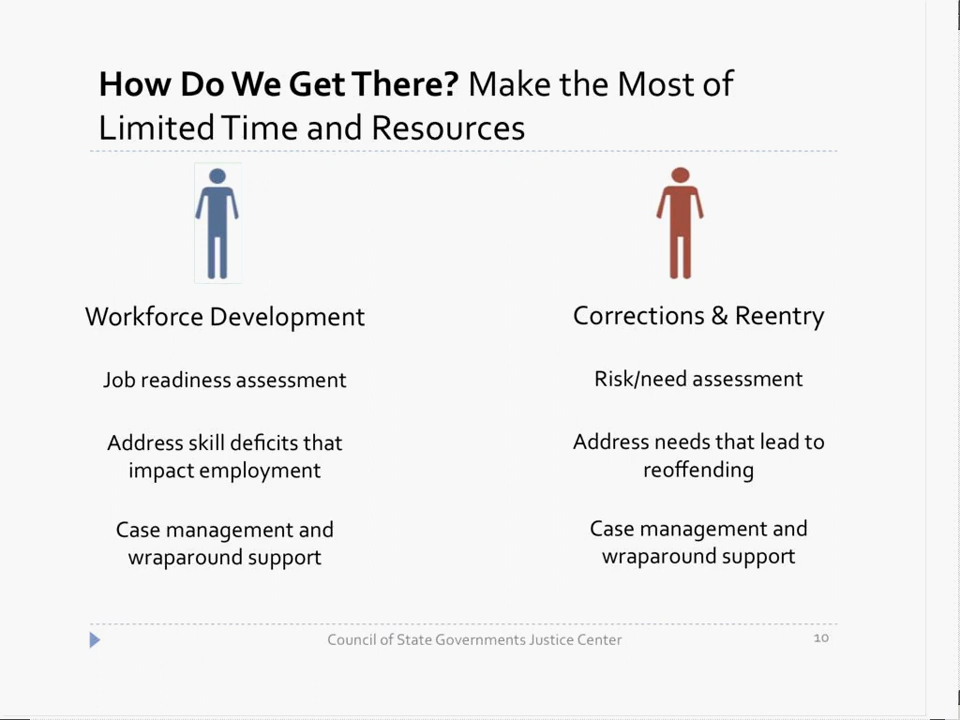 How Do We Get There? Make the Most of
Limited Time and Resources
Workforce Development
Job readiness assessment
Address skill deficits that
impact employment
Case management and
wraparound support
Corrections & Reentry
Risk/need assessment
Address needs that lead to
reoffending
Case management and
wraparound support
Council of State Governments Justice Center
10